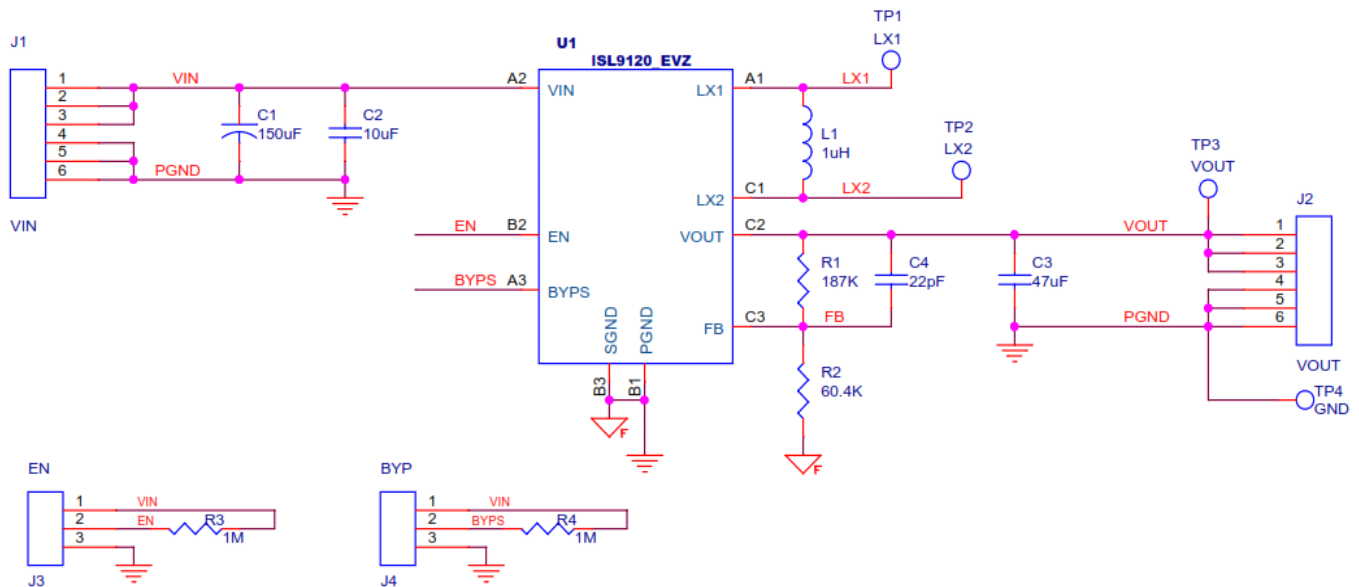 J1
1
2
3
4
5
6
VIN
VIN
PGND
C1
150uF
C2
10uF
U1
ISL9120_EVZ
A2
VIN
B2
EN
EN
A3
BYPS
BYPS
SGND
PGND
B3
B1
F
LX1
A1
LX1
LX2
C1
LX2
VOUT
C2
FB
C3
FB
TP1
LX1
L1
1uH
TP2
LX2
R1
187K
C4
22pF
C3
47uF
R2
60.4K
F
VOUT
PGND
TP3
VOUT
J2
1
2
3
4
5
6
VOUT
TP4
GND
EN
1
2
3
VIN
EN
R3
1M
J3
BYP
1
2
3
VIN
BYPS
R4
1M
J4